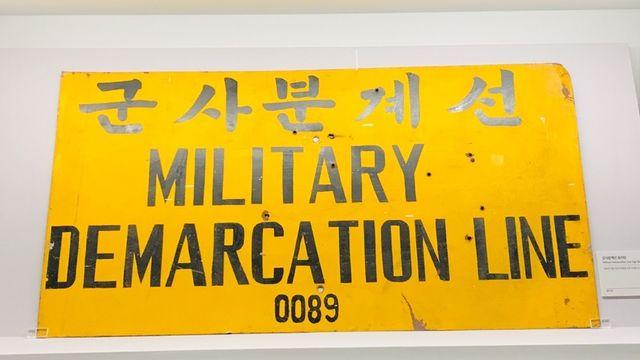 군사분계선
MILITARY
DEMARCATION LINE
0089